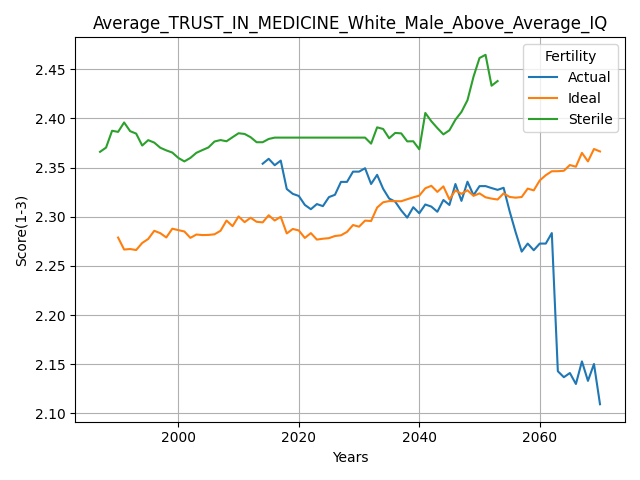 Average_TRUST_IN_MEDICINE_White_Male_Above_Average_IQ
Fertility
Actual
Ideal
Sterile
Score(1-3)
2.45
2.40
2.35
2.30
2.25
2.20
2.15
2.10
2000
2020
2040
2060
Years